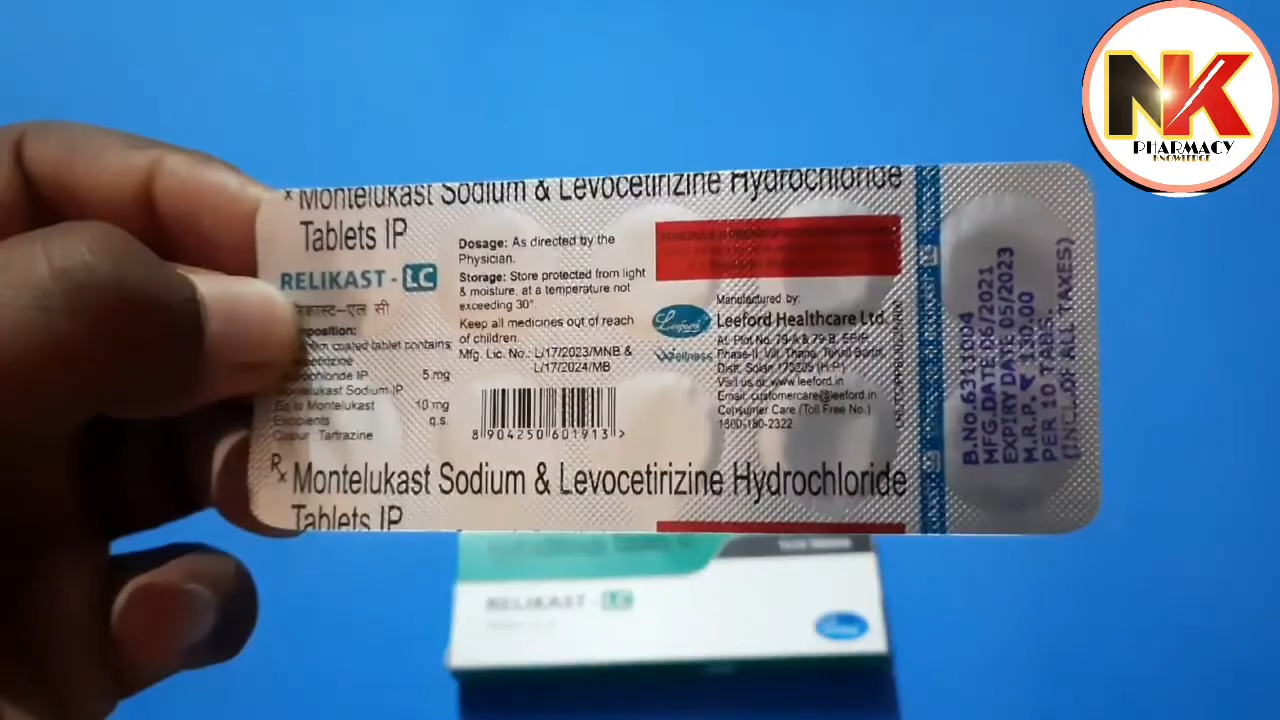 NK
PHARMACY
KNOWLEDGE
Montelukast Sodium & Levocetirizine Hydrochloride
Tablets IP
RELIKAST - LC
एल सी
film coated tablet contains
Hydrochloride IP 5 mg
Montelukast Sodium IP
Eq. to Montelukast 10 mg
Excipients q.s.
Colour: Tartrazine
Dosage: As directed by the
Physician.
Storage: Store protected from light
& moisture, at a temperature not
exceeding 30°.
Keep all medicines out of reach
of children.
Mfg. Lic. No.: L/17/2023/MNB &
L/17/2024/MB
8 904250 601913 >
Manufactured by:
Leeford
Leeford Healthcare Ltd.
Wellness
At. Plot No. 79-A & 79-B, EPIP,
Phase-II, Vill. Thana, Tehsil Baddi,
Distt. Solan 173205 (H.P.)
Visit us at: www.leeford.in
Email: customercare@leeford.in
Consumer Care (Toll Free No.)
1860-180-2322
Rx Montelukast Sodium & Levocetirizine Hydrochloride
Tablets IP
B.No.
MFG.DATE 06/2021
EXPIRY DATE 05/2023
M.R.P. ₹ 130.00
PER 10 TABS.
(INCL.OF ALL TAXES)
RELIKAST - LC